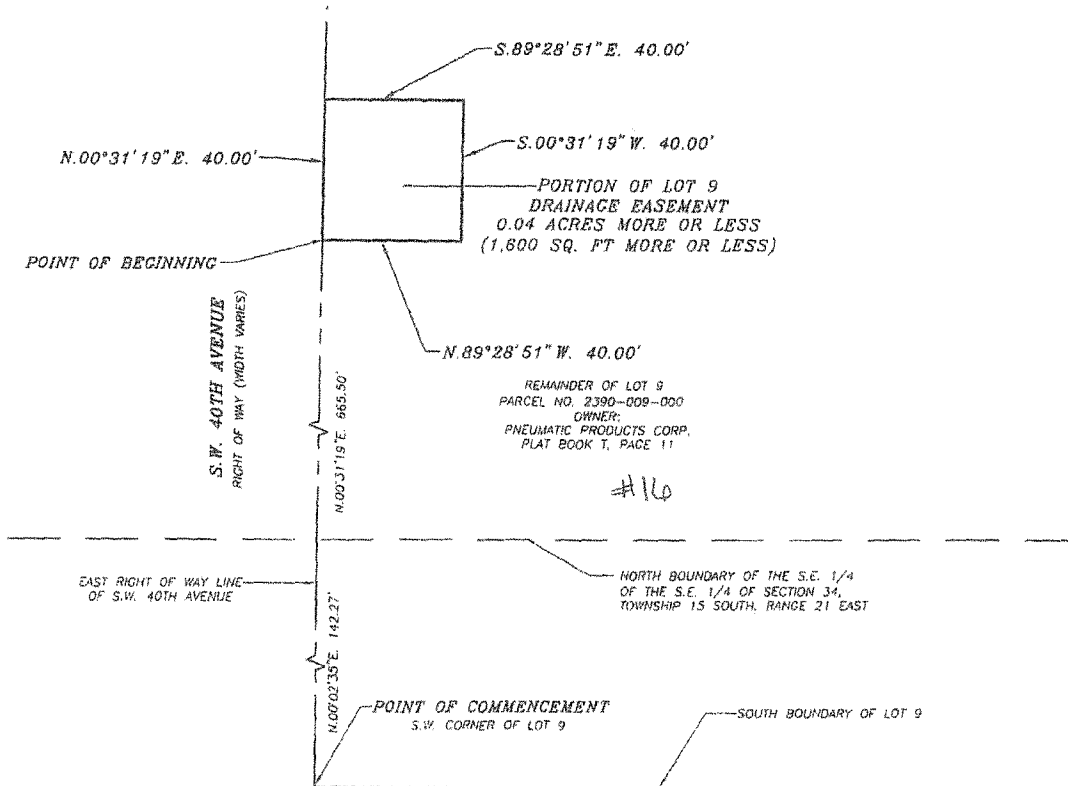 S.89°28'51"E. 40.00'
N.00°31'19"E. 40.00'
S.00°31'19"W. 40.00'
PORTION OF LOT 9
DRAINAGE EASEMENT
0.04 ACRES MORE OR LESS
(1,600 SQ. FT MORE OR LESS)
POINT OF BEGINNING
N.89°28'51"W. 40.00'
S.W. 40TH AVENUE
RIGHT OF WAY (WIDTH VARIES)
N.00°31'19"E. 665.50'
REMAINDER OF LOT 9
PARCEL NO. 2390-009-000
OWNER;
PNEUMATIC PRODUCTS CORP.
PLAT BOOK T, PAGE 11
#16
EAST RIGHT OF WAY LINE
OF S.W. 40TH AVENUE
NORTH BOUNDARY OF THE S.E. 1/4
OF THE S.E. 1/4 OF SECTION 34,
TOWNSHIP 15 SOUTH, RANGE 21 EAST
N.00°02'35"E. 142.27'
POINT OF COMMENCEMENT
S.W. CORNER OF LOT 9
SOUTH BOUNDARY OF LOT 9